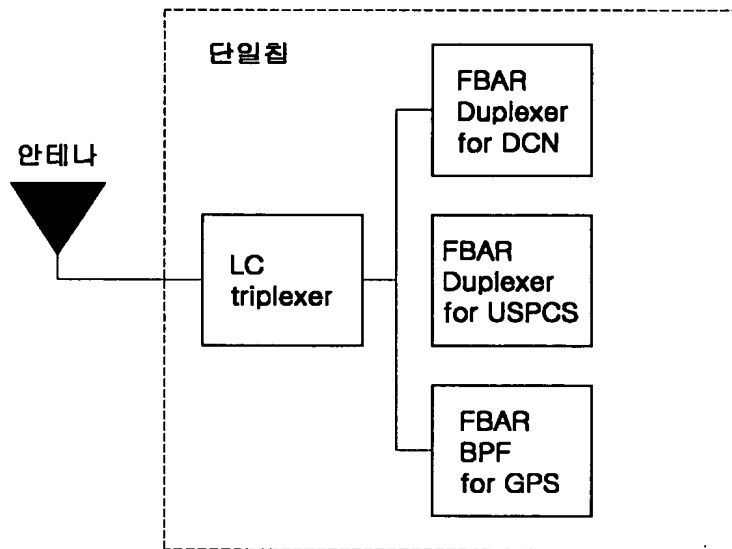 단일칩
안테나
LC
triplexer
FBAR
Duplexer
for DCN
FBAR
Duplexer
for USPCS
FBAR
BPF
for GPS